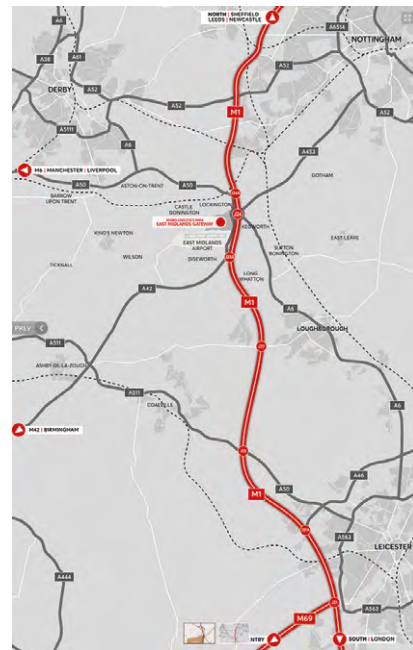 NORTH | SHEFFIELD
LEEDS | NEWCASTLE
A6514
NOTTINGHAM
A6
A38
A61
A52
A52
DERBY
A52
A52
A5111
M1
A6
A453
M6 | MANCHESTER | LIVERPOOL
GOTHAM
A50
ASTON-ON-TRENT
A50
BARROW
UPON TRENT
LOCKINGTON
CASTLE
DONINGTON
EAST MIDLANDS GATEWAY
KEGWORTH
KING'S NEWTON
EAST LEAKE
EAST MIDLANDS
AIRPORT
SUTTON
BONINGTON
WILSON
DISEWORTH
TICKNALL
LONG
WHATTON
A42
M1
A6
PREV
LOUGHBOROUGH
A511
ASHBY-DE-LA-ZOUCH
A511
COALVILLE
A6
M42 | BIRMINGHAM
A46
A50
M1
A563
LEICESTER
A444
A563
M69
NTRY
SOUTH | LONDON